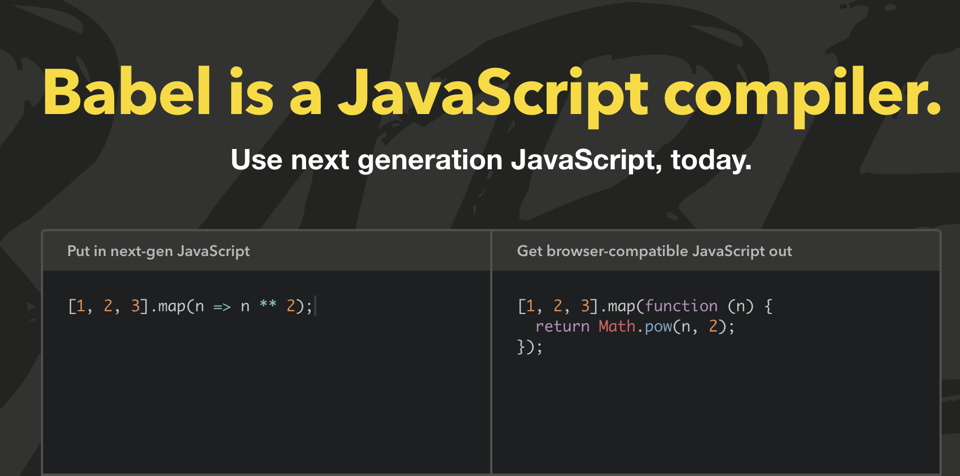 Babel is a JavaScript compiler.
Use next generation JavaScript, today.
Put in next-gen JavaScript
[1, 2, 3].map(n => n ** 2);
Get browser-compatible JavaScript out
[1, 2, 3].map(function (n) {
  return Math.pow(n, 2);
});